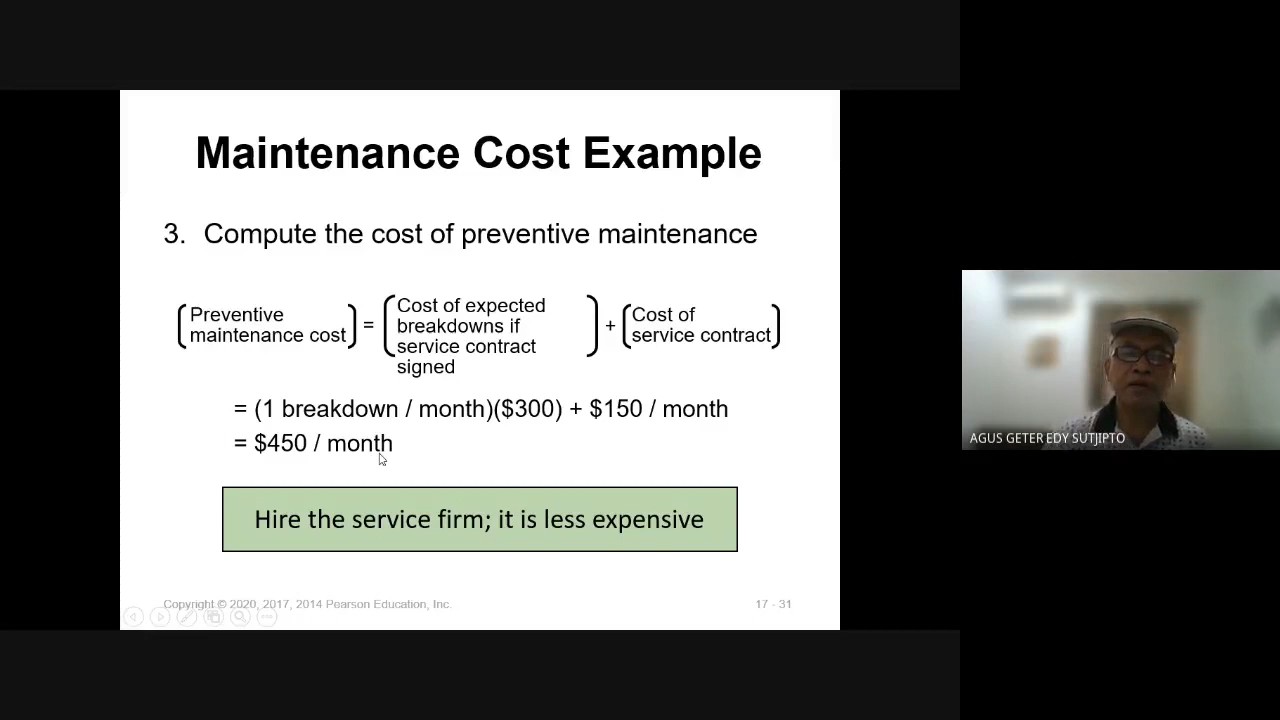 Maintenance Cost Example
3. Compute the cost of preventive maintenance
Preventive
maintenance cost
=
Cost of expected
breakdowns if
service contract
signed
+
Cost of
service contract
= (1 breakdown / month)($300) + $150 / month
= $450 / month
Hire the service firm; it is less expensive
Copyright © 2020, 2017, 2014 Pearson Education, Inc.
17 - 31
AGUS GETER EDY SUTJIPTO